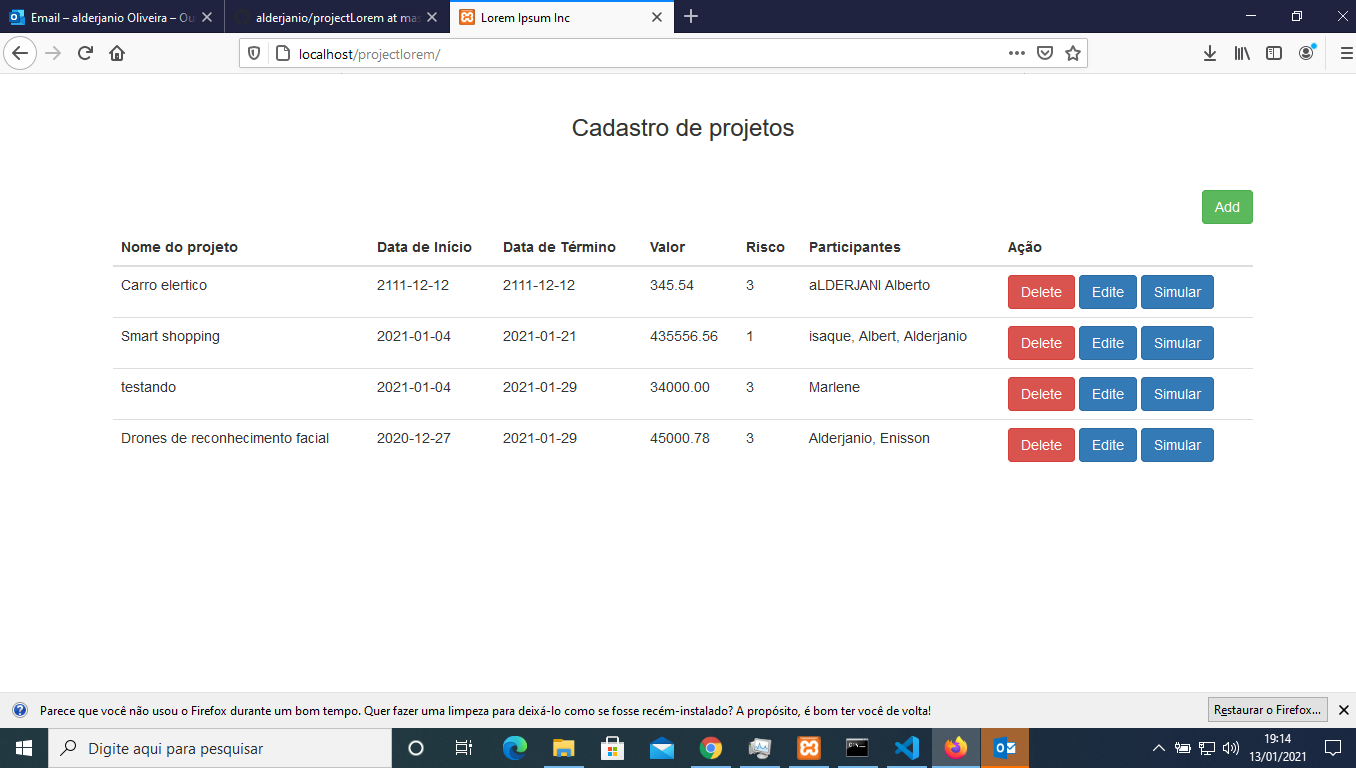 Email – alderjanio Oliveira – Ou
alderjanio/projectLorem at mas
Lorem Ipsum Inc
localhost/projectlorem/
Cadastro de projetos
Add
Nome do projeto Data de Início Data de Término Valor Risco Participantes Ação
Carro elertico 2111-12-12 2111-12-12 345.54 3 aLDERJANI Alberto Delete Edite Simular
Smart shopping 2021-01-04 2021-01-21 435556.56 1 isaque, Albert, Alderjanio Delete Edite Simular
testando 2021-01-04 2021-01-29 34000.00 3 Marlene Delete Edite Simular
Drones de reconhecimento facial 2020-12-27 2021-01-29 45000.78 3 Alderjanio, Enisson Delete Edite Simular
Parece que você não usou o Firefox durante um bom tempo. Quer fazer uma limpeza para deixá-lo como se fosse recém-instalado? A propósito, é bom ter você de volta!
Restaurar o Firefox...
Digite aqui para pesquisar
19:14
13/01/2021